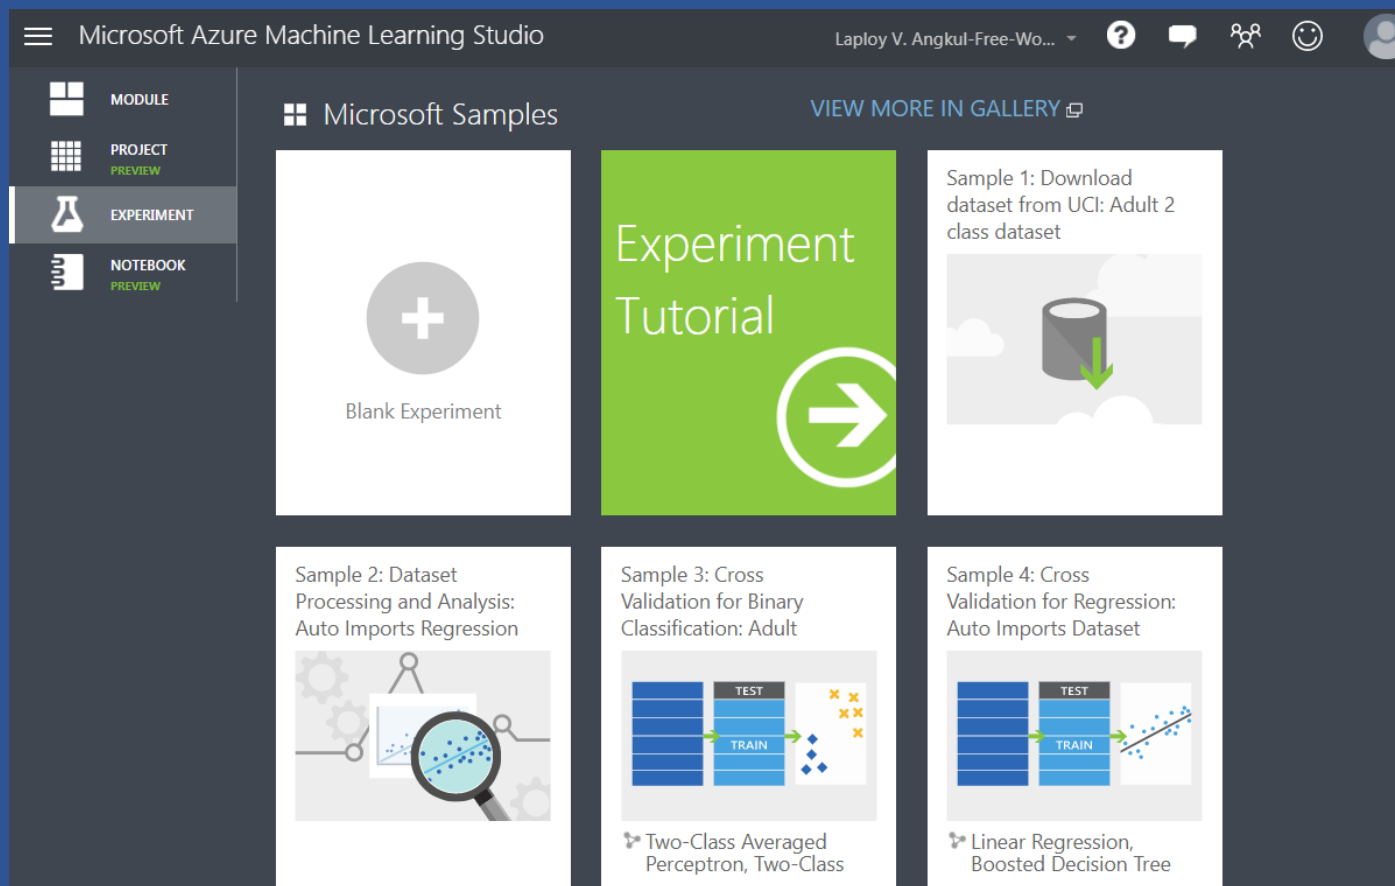 Microsoft Azure Machine Learning Studio
Laploy V. Angkul-Free-Wo...
MODULE
PROJECT
PREVIEW
EXPERIMENT
NOTEBOOK
PREVIEW
Microsoft Samples
VIEW MORE IN GALLERY
Blank Experiment
Experiment
Tutorial
Sample 1: Download
dataset from UCI: Adult 2
class dataset
Sample 2: Dataset
Processing and Analysis:
Auto Imports Regression
Sample 3: Cross
Validation for Binary
Classification: Adult
TEST
TRAIN
Two-Class Averaged
Perceptron, Two-Class
Sample 4: Cross
Validation for Regression:
Auto Imports Dataset
TEST
TRAIN
Linear Regression,
Boosted Decision Tree